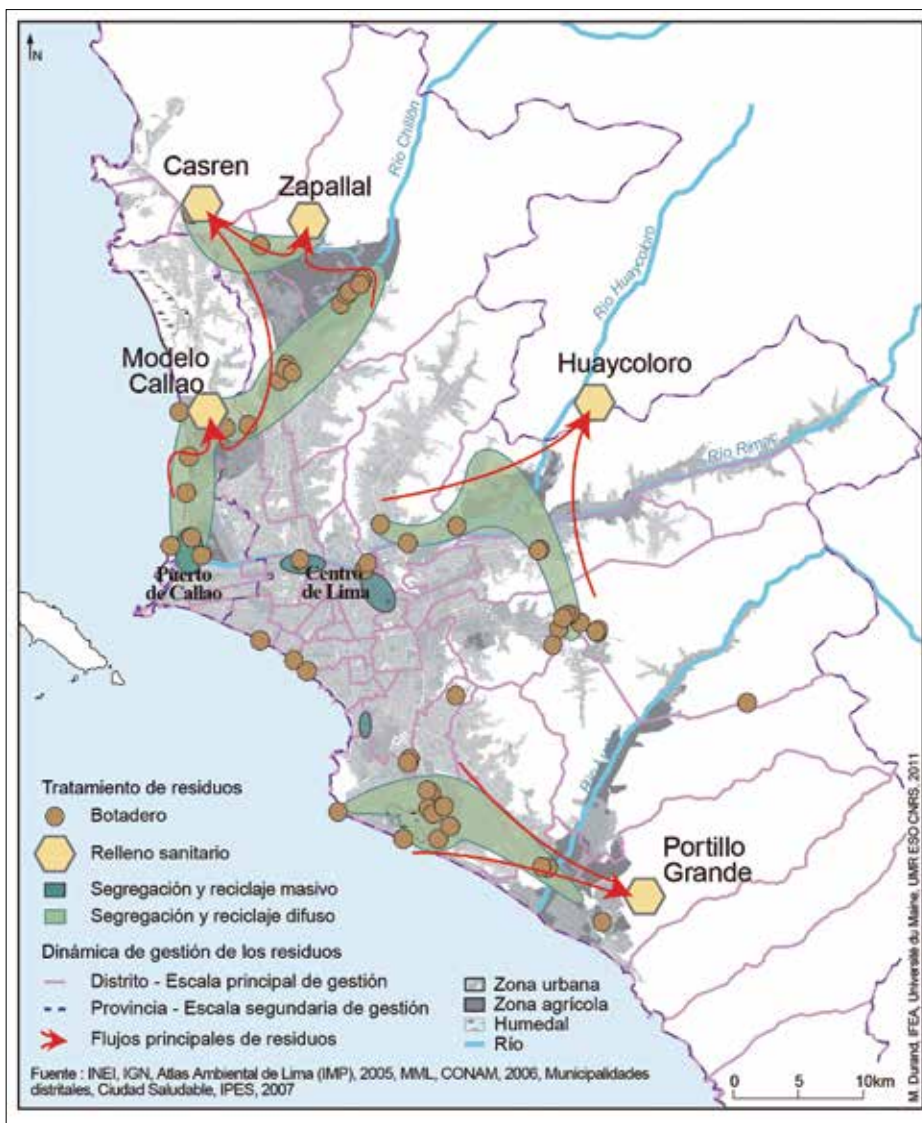 N
Río Chillón
Casren
Zapallal
Río Huaycoloro
Modelo
Callao
Huaycoloro
Río Rimac
Puerto
de Callao
Centro
de Lima
Portillo
Grande
Tratamiento de residuos
Botadero
Relleno sanitario
Segregación y reciclaje masivo
Segregación y reciclaje difuso
Dinámica de gestión de los residuos
Distrito - Escala principal de gestión
Provincia - Escala segundaria de gestión
Flujos principales de residuos
Zona urbana
Zona agrícola
Humedal
Río
Fuente : INEI, IGN, Atlas Ambiental de Lima (IMP), 2005, MML, CONAM, 2006, Municipalidades
distritales, Ciudad Saludable, IPES, 2007
0 5 10km
M. Durand, IFEA, Université du Maine, UMR ESO CNRS, 2011